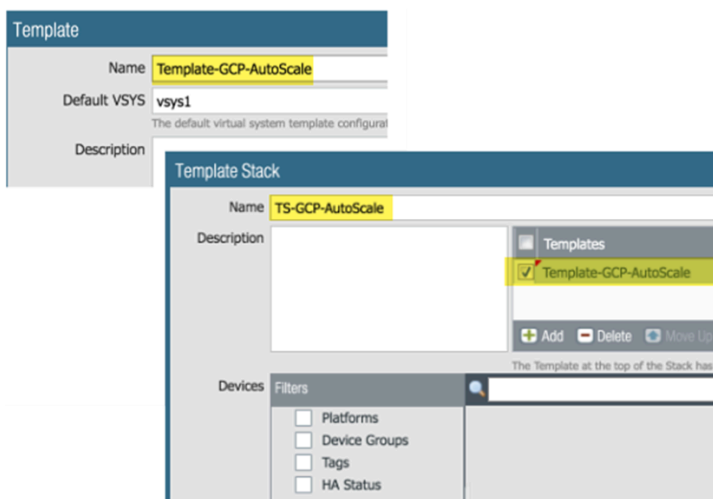 Template
Name Template-GCP-AutoScale
Default VSYS vsys1
The default virtual system template configurat
Description
Template Stack
Name TS-GCP-AutoScale
Description
Templates
Template-GCP-AutoScale
Add Delete Move Up
The Template at the top of the Stack has
Devices Filters
Platforms
Device Groups
Tags
HA Status